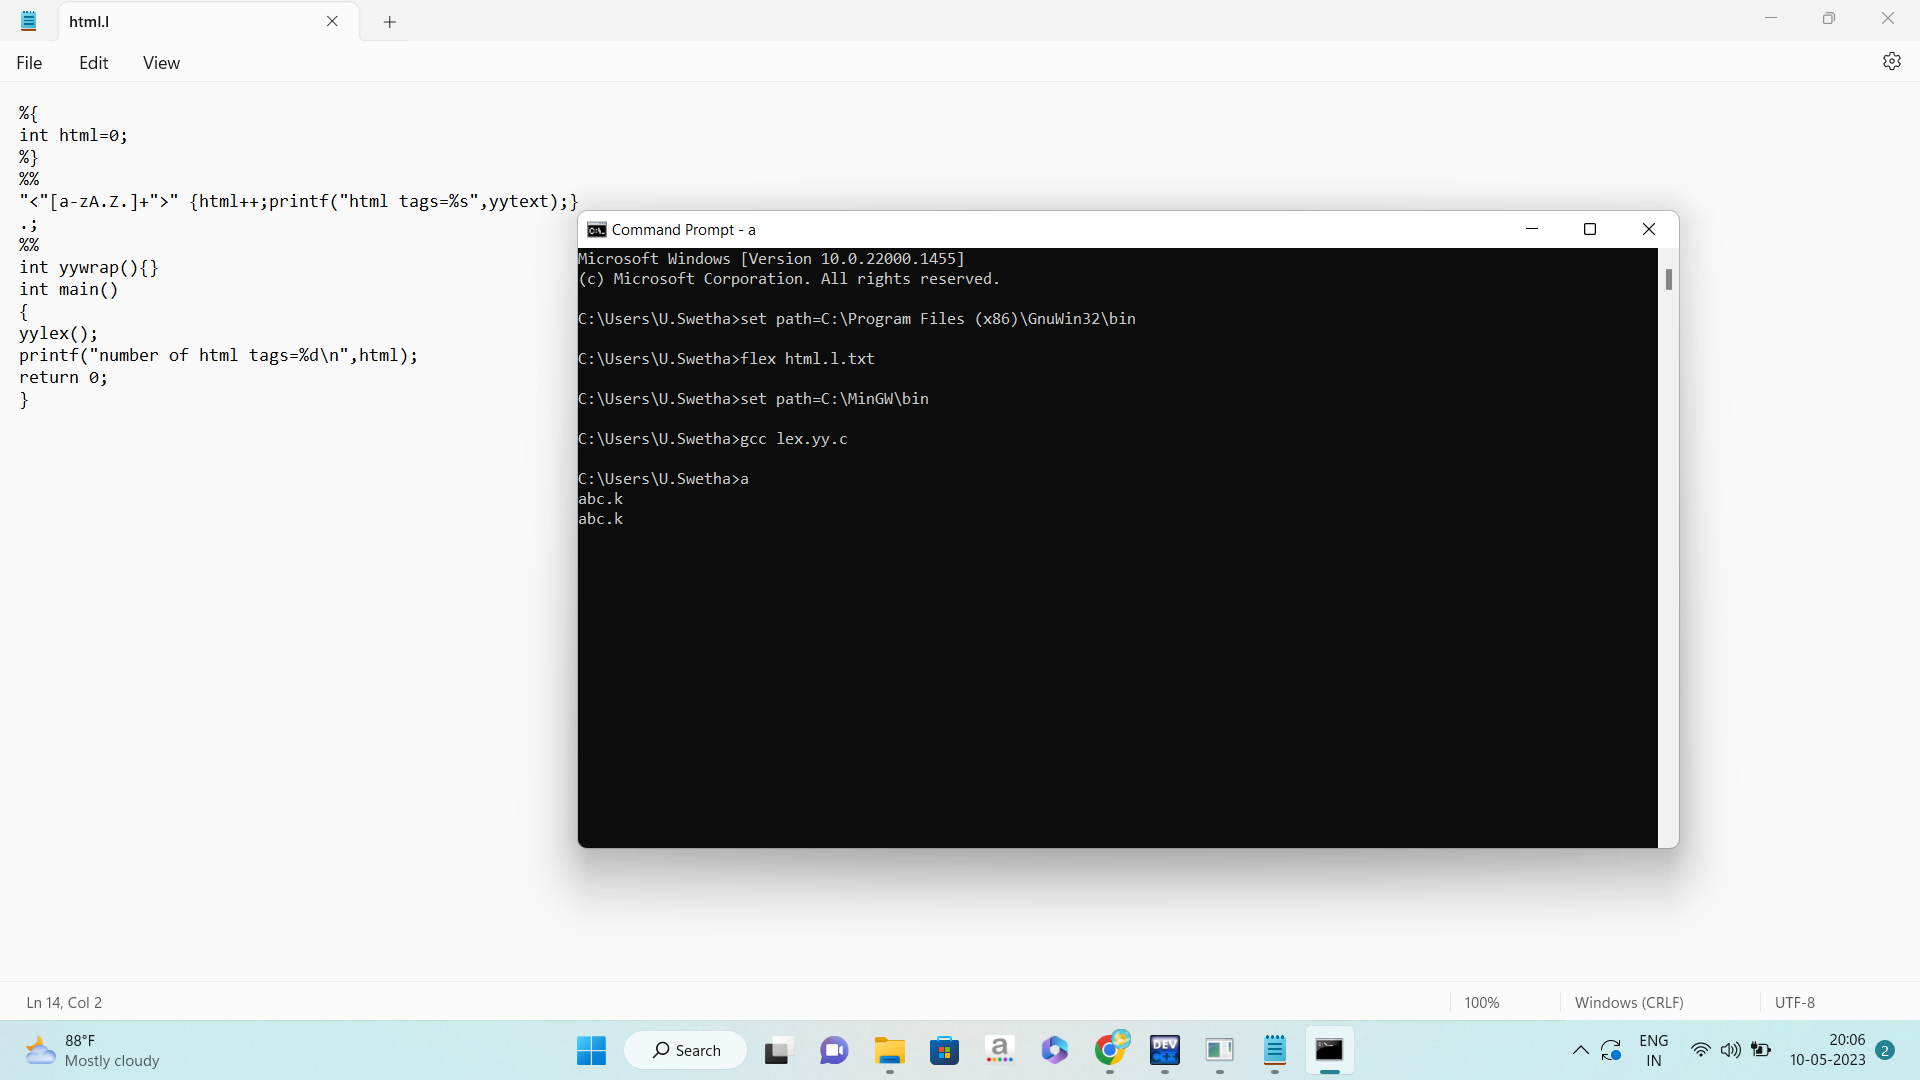 html.l
File Edit View
%{
int html=0;
%}
%%
"<"[a-zA.Z.]+">" {html++;printf("html tags=%s",yytext);}
.;
%%
int yywrap(){}
int main()
{
yylex();
printf("number of html tags=%d\n",html);
return 0;
}
Command Prompt - a
Microsoft Windows [Version 10.0.22000.1455]
(c) Microsoft Corporation. All rights reserved.
C:\Users\U.Swetha>set path=C:\Program Files (x86)\GnuWin32\bin
C:\Users\U.Swetha>flex html.l.txt
C:\Users\U.Swetha>set path=C:\MinGW\bin
C:\Users\U.Swetha>gcc lex.yy.c
C:\Users\U.Swetha>a
abc.k
abc.k
Ln 14, Col 2
100%
Windows (CRLF)
UTF-8
88°F
Mostly cloudy
Search
a
DEV
C++
ENG
IN
20:06
10-05-2023
2